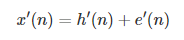 x′(n) = h′(n) + e′(n)